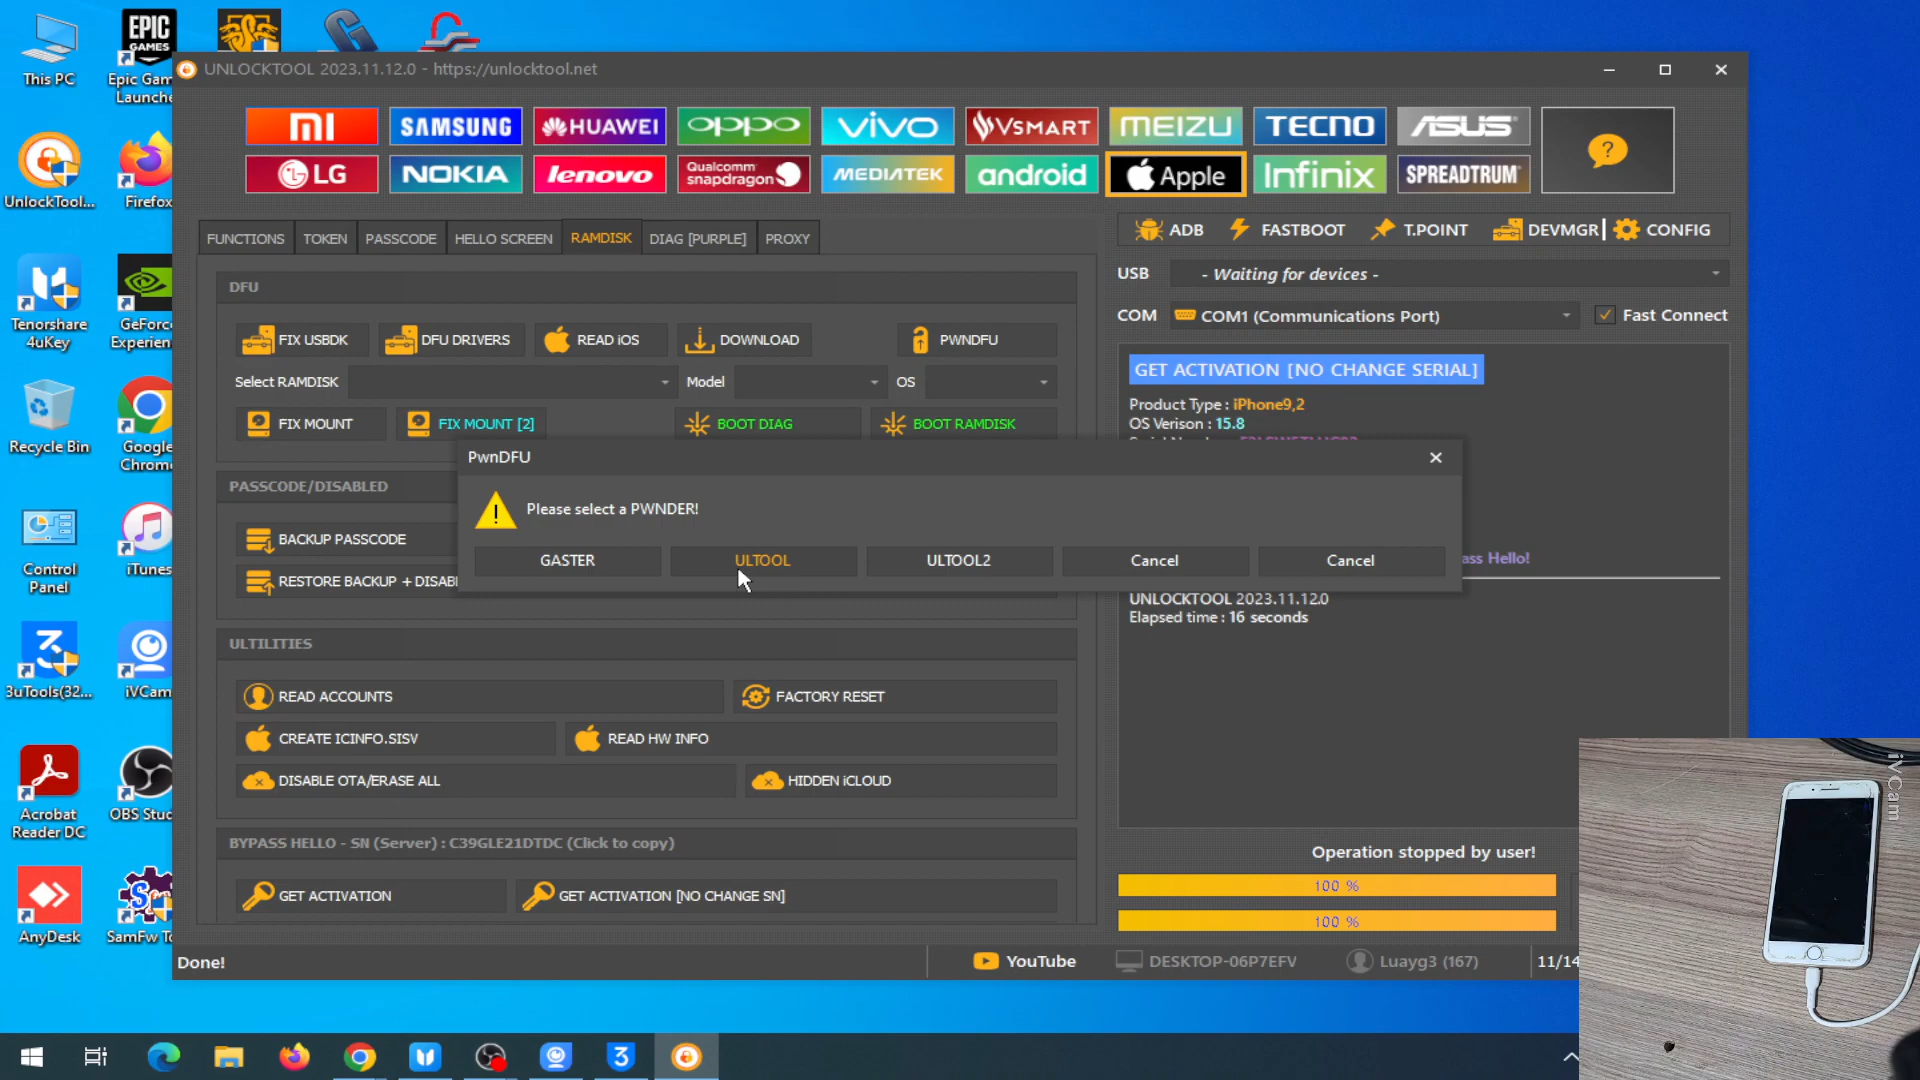 EPIC
GAMES
This PC
Epic Gam
Launche
UNLOCKTOOL 2023.11.12.0 - https://unlocktool.net
mi
SAMSUNG
HUAWEI
oppo
vivo
VSMART
MEIZU
TECNO
ASUS
?
LG
NOKIA
lenovo
Qualcomm
snapdragon
MEDIATEK
android
Apple
Infinix
SPREADTRUM
UnlockTool...
Firefox
FUNCTIONS
TOKEN
PASSCODE
HELLO SCREEN
RAMDISK
DIAG [PURPLE]
PROXY
ADB
FASTBOOT
T.POINT
DEVMGR
CONFIG
USB
- Waiting for devices -
COM
COM1 (Communications Port)
Fast Connect
DFU
FIX USBDK
DFU DRIVERS
READ iOS
DOWNLOAD
PWNDFU
Select RAMDISK
Model
OS
FIX MOUNT
FIX MOUNT [2]
BOOT DIAG
BOOT RAMDISK
Tenorshare
4uKey
GeForce
Experien
GET ACTIVATION [NO CHANGE SERIAL]
Product Type : iPhone9,2
OS Verison : 15.8
PwnDFU
Please select a PWNDER!
GASTER
ULTOOL
ULTOOL2
Cancel
Cancel
ass Hello!
UNLOCKTOOL 2023.11.12.0
Elapsed time : 16 seconds
PASSCODE/DISABLED
BACKUP PASSCODE
RESTORE BACKUP + DISAB
Recycle Bin
Google
Chrome
Control
Panel
iTunes
ULTILITIES
READ ACCOUNTS
FACTORY RESET
CREATE ICINFO.SISV
READ HW INFO
DISABLE OTA/ERASE ALL
HIDDEN iCLOUD
3
3uTools(32...
iVCam
BYPASS HELLO - SN (Server) : C39GLE21DTDC (Click to copy)
GET ACTIVATION
GET ACTIVATION [NO CHANGE SN]
Acrobat
Reader DC
OBS Stud
AnyDesk
SamFw To
Operation stopped by user!
100 %
100 %
iVCam
Done!
YouTube
DESKTOP-06P7EFV
Luayg3 (167)
11/14
3